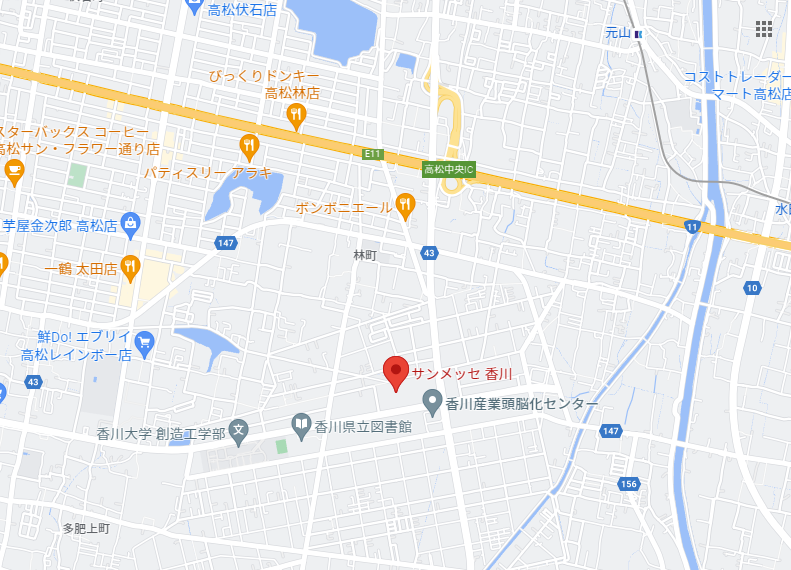 高松伏石店
元山
びっくりドンキー
高松林店
コストトレーダー
マート高松店
スターバックス コーヒー
高松サン・フラワー通り店
E11
高松中央IC
パティスリー アラキ
ボンボニエール
芋屋金次郎 高松店
147
43
11
林町
一鶴 太田店
10
鮮Do! エブリイ
高松レインボー店
サンメッセ 香川
43
香川産業頭脳化センター
香川大学 創造工学部
香川県立図書館
147
156
多肥上町